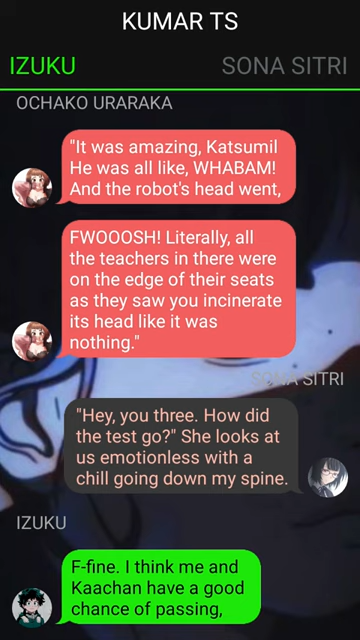 KUMAR TS
IZUKU
SONA SITRI
OCHAKO URARAKA
"It was amazing, Katsumil
He was all like, WHABAM!
And the robot's head went,
FWOOOSH! Literally, all
the teachers in there were
on the edge of their seats
as they saw you incinerate
its head like it was
nothing."
SONA SITRI
"Hey, you three. How did
the test go?" She looks at
us emotionless with a
chill going down my spine.
IZUKU
F-fine. I think me and
Kaachan have a good
chance of passing,